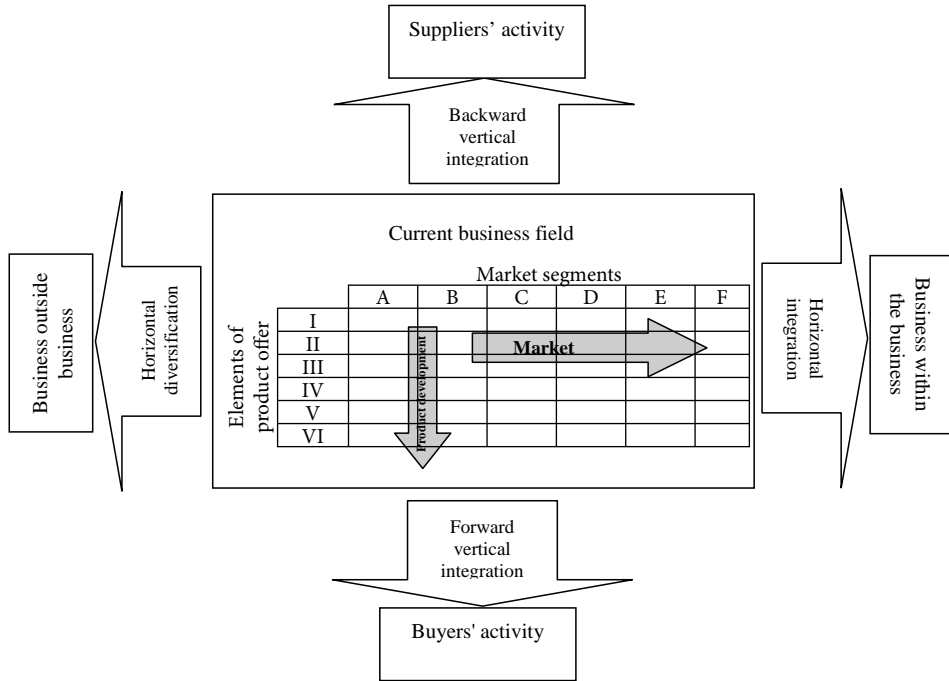 Suppliers’ activity
Backward
vertical
integration
Current business field
Market segments
A B C D E F
Elements of
product offer
I
II
III
IV
V
VI
Market
Product development
Business outside
business
Horizontal
diversification
Horizontal
integration
Business within
the business
Forward
vertical
integration
Buyers' activity